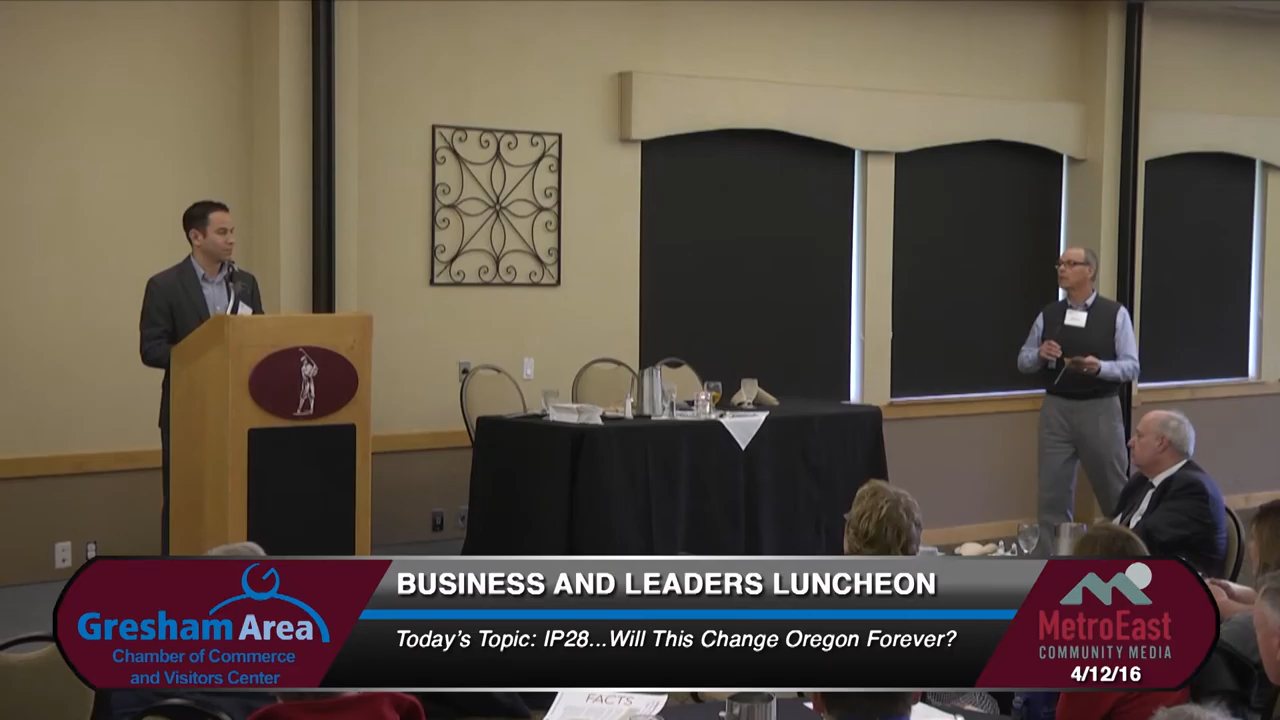 BUSINESS AND LEADERS LUNCHEON
Today's Topic: IP28...Will This Change Oregon Forever?
Gresham Area
Chamber of Commerce
and Visitors Center
MetroEast
COMMUNITY MEDIA
4/12/16
FACTS